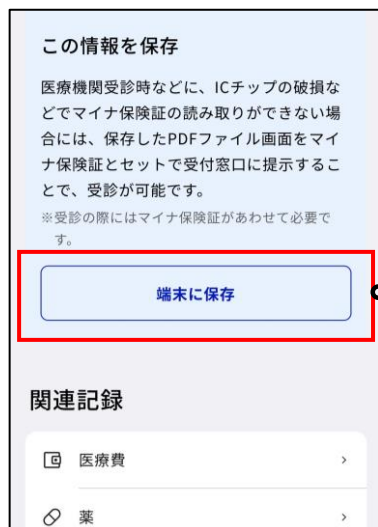 この情報を保存
医療機関受診時などに、ICチップの破損な
どでマイナ保険証の読み取りができない場
合には、保存したPDFファイル画面をマイ
ナ保険証とセットで受付窓口に提示するこ
とで、受診が可能です。
※受診の際にはマイナ保険証があわせて必要で
す。
端末に保存
関連記録
医療費
薬